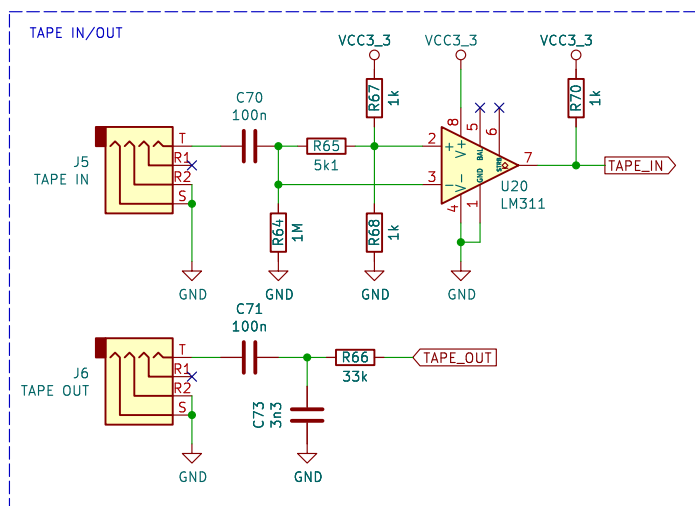 TAPE IN/OUT
VCC3_3
VCC3_3
VCC3_3
R67
1k
R70
1k
C70
100n
J5
TAPE IN
T
R1
R2
S
R65
5k1
2
3
8
5
6
7
4
1
+
-
V+
V-
BAL
STRB
GND
U20
LM311
TAPE_IN
R64
1M
R68
1k
GND
GND
GND
GND
C71
100n
J6
TAPE OUT
T
R1
R2
S
R66
33k
TAPE_OUT
C73
3n3
GND
GND